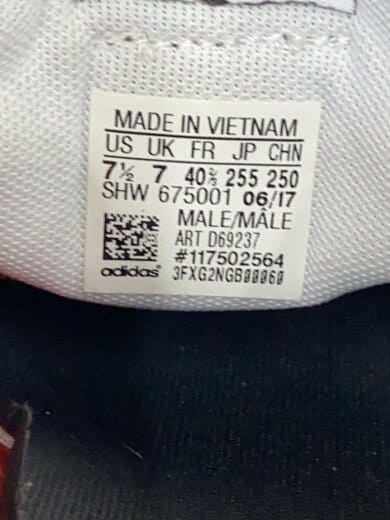 MADE IN VIETNAM
US UK FR JP CHN
7½ 7 40⅔ 255 250
SHW 675001 06/17
MALE/MÂLE
ART D69237
#117502564
adidas® 3FXG2NGB00060